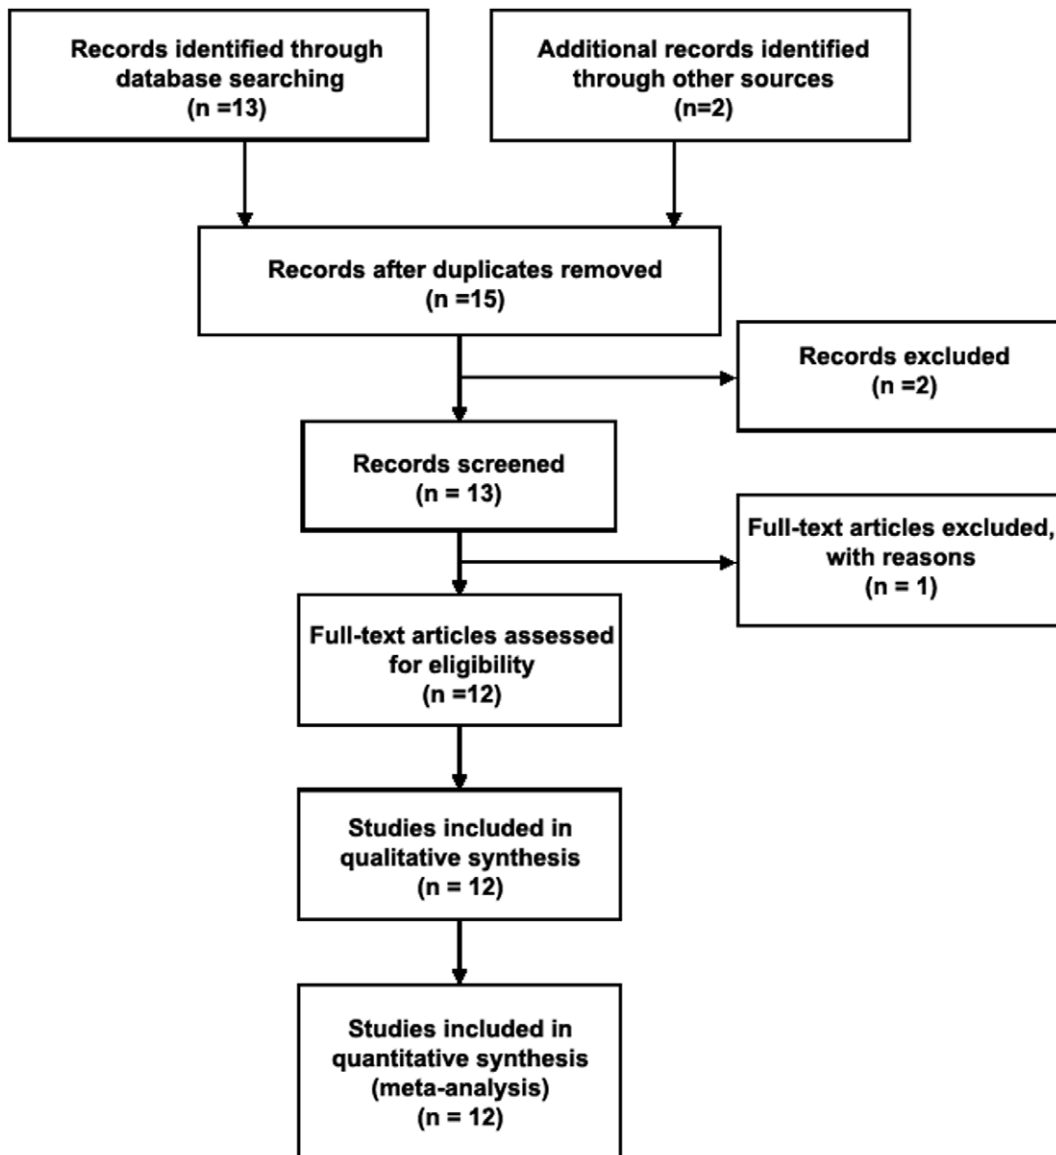 Records identified through
database searching
(n =13)
Additional records identified
through other sources
(n=2)
Records after duplicates removed
(n =15)
Records excluded
(n =2)
Records screened
(n = 13)
Full-text articles excluded,
with reasons
(n = 1)
Full-text articles assessed
for eligibility
(n =12)
Studies included in
qualitative synthesis
(n = 12)
Studies included in
quantitative synthesis
(meta-analysis)
(n = 12)